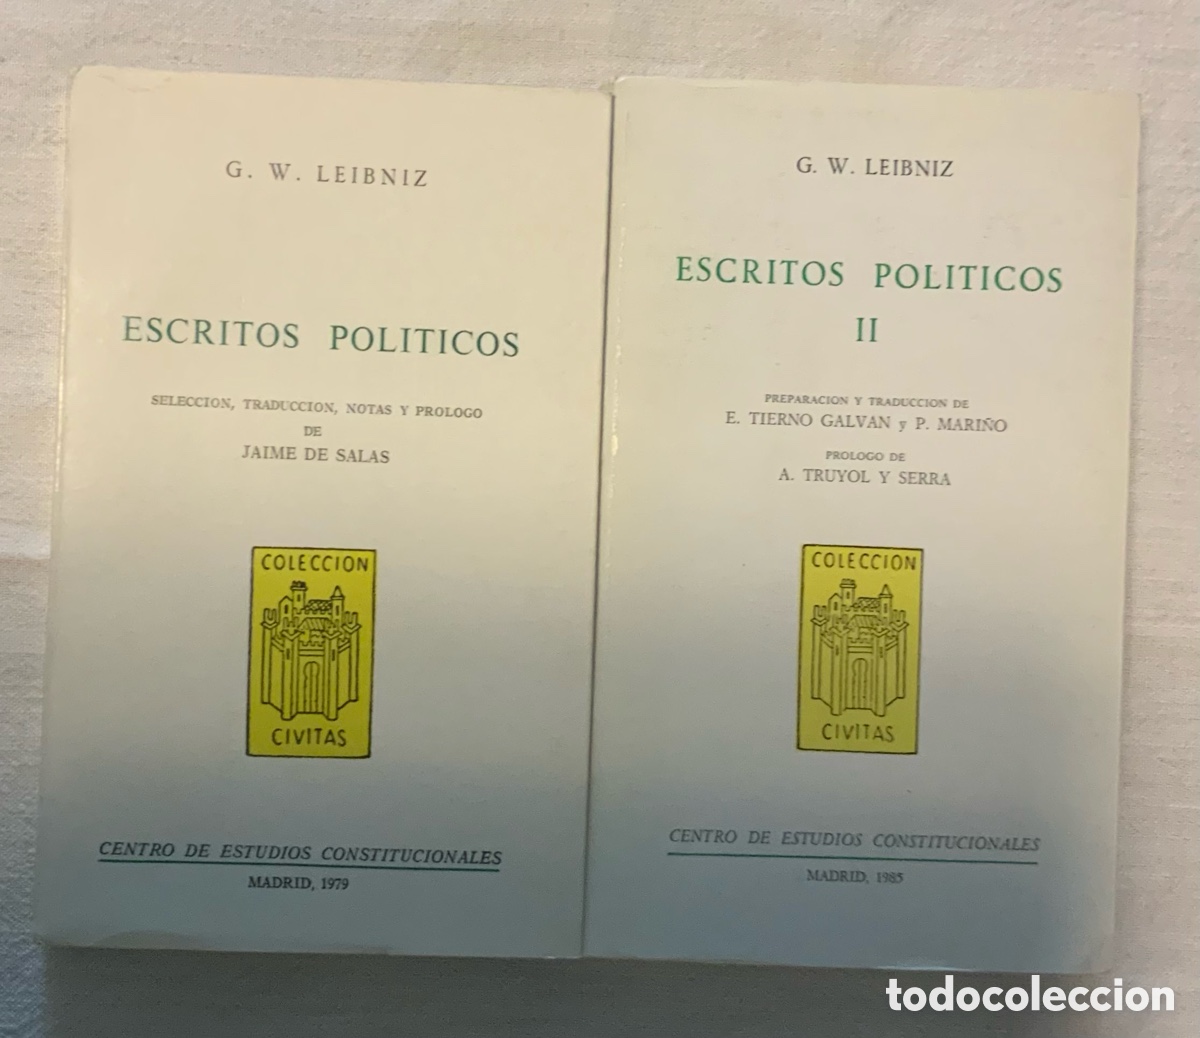 G. W. LEIBNIZ
ESCRITOS POLITICOS
SELECCION, TRADUCCION, NOTAS Y PROLOGO
DE
JAIME DE SALAS
COLECCION
CIVITAS
CENTRO DE ESTUDIOS CONSTITUCIONALES
MADRID, 1979
G. W. LEIBNIZ
ESCRITOS POLITICOS
II
PREPARACION Y TRADUCCION DE
E. TIERNO GALVAN y P. MARIÑO
PROLOGO DE
A. TRUYOL Y SERRA
COLECCION
CIVITAS
CENTRO DE ESTUDIOS CONSTITUCIONALES
MADRID, 1985
todocoleccion